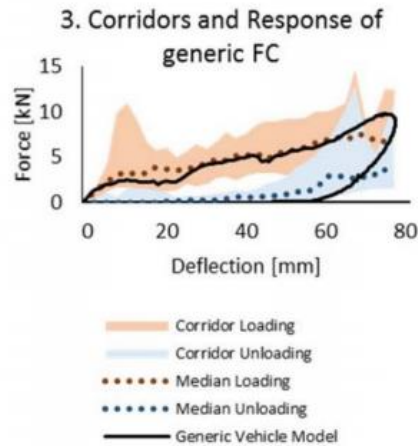 3. Corridors and Response of
generic FC
15
10
5
0
Force [kN]
0 20 40 60 80
Deflection [mm]
Corridor Loading
Corridor Unloading
Median Loading
Median Unloading
Generic Vehicle Model